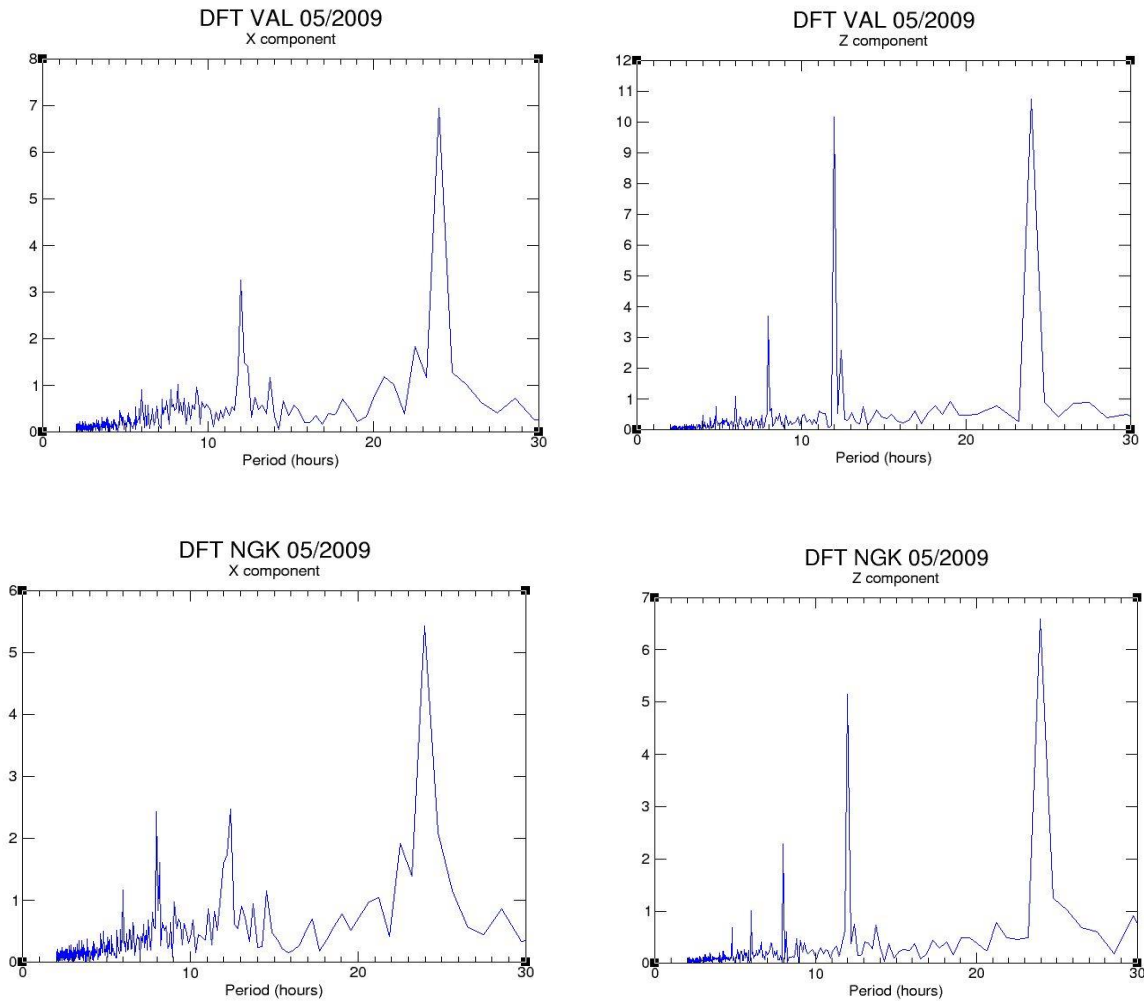 DFT VAL 05/2009
X component
8
7
6
5
4
3
2
1
0
0 10 20 30
Period (hours)
DFT VAL 05/2009
Z component
12
11
10
9
8
7
6
5
4
3
2
1
0
0 10 20 30
Period (hours)
DFT NGK 05/2009
X component
6
5
4
3
2
1
0
0 10 20 30
Period (hours)
DFT NGK 05/2009
Z component
7
6
5
4
3
2
1
0
0 10 20 30
Period (hours)